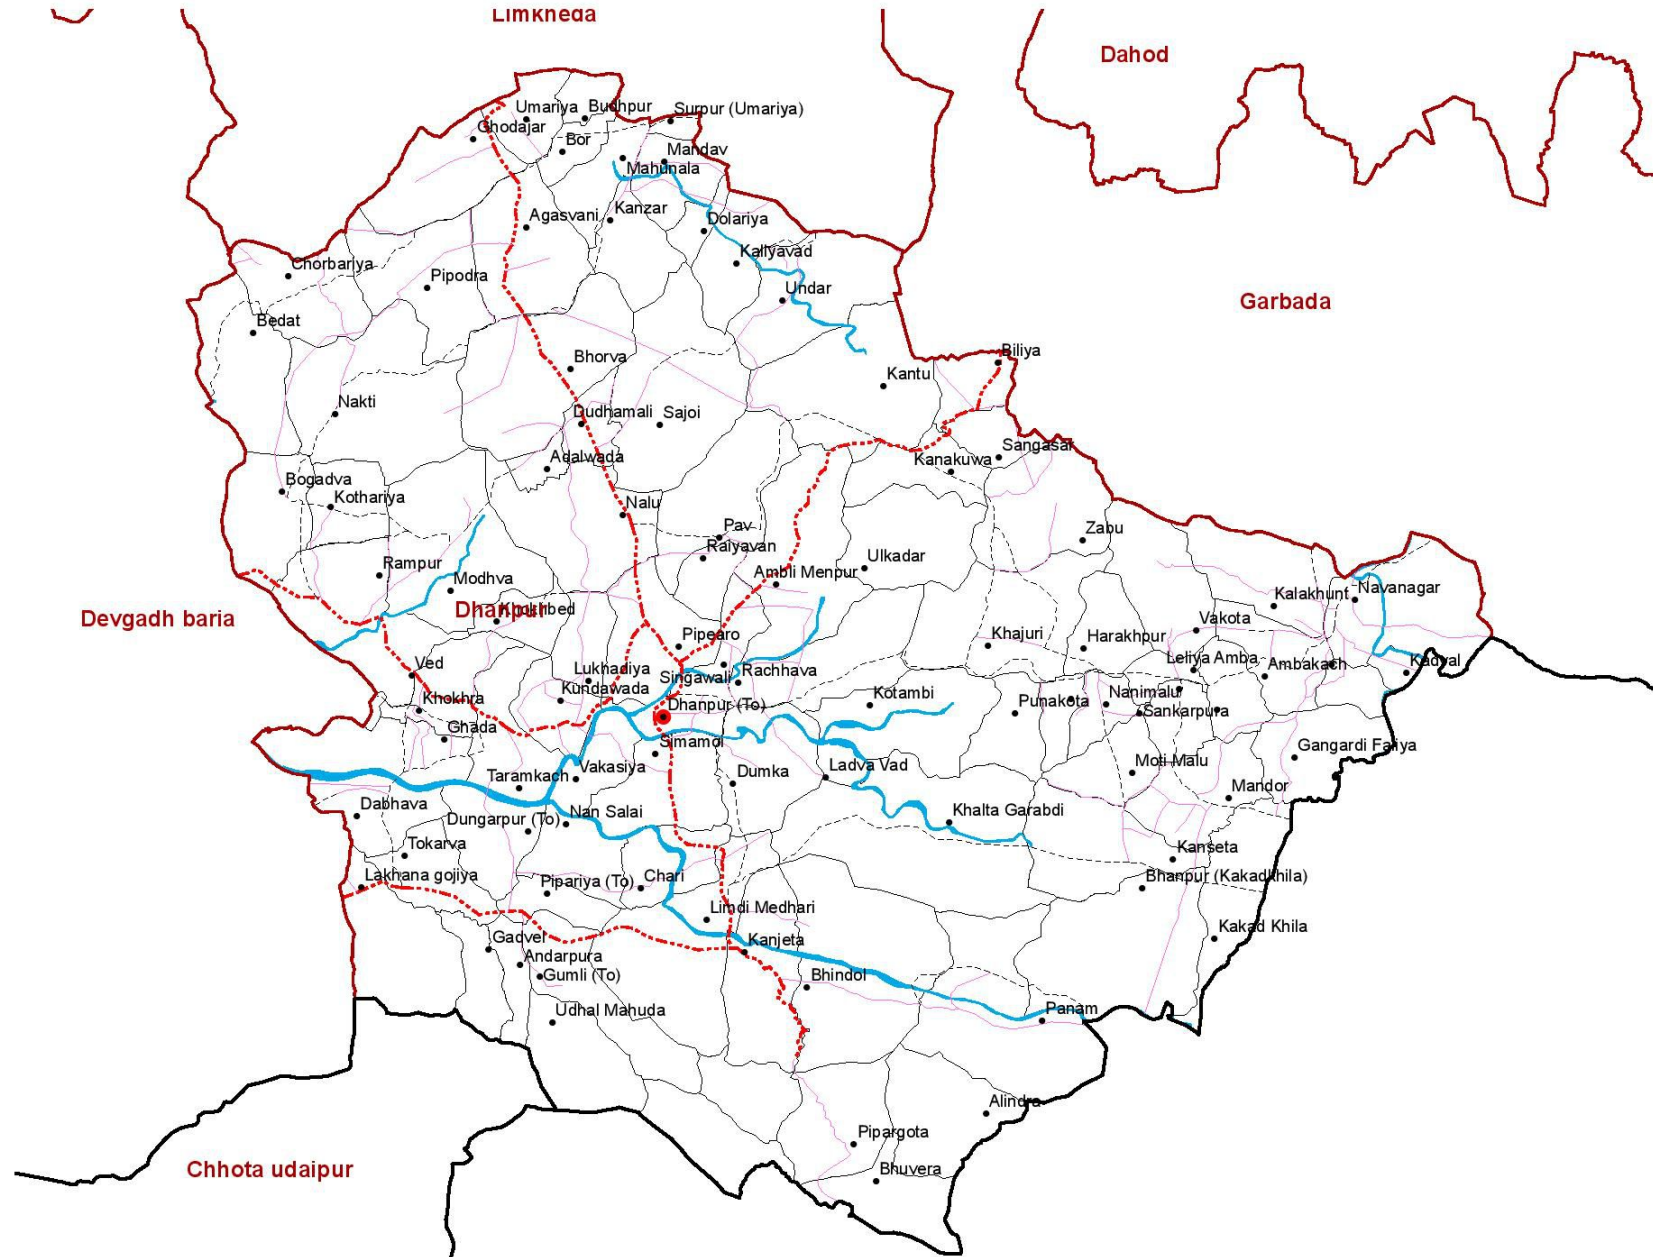 Limkheda
Dahod
Umariya
Budhpur
Surpur (Umariya)
Ghodajar
Bor
Mandav
Mahunala
Agasvani
Kanzar
Dolariya
Chorbariya
Pipodra
Kaliyavad
Undar
Garbada
Bedat
Bhorva
Biliya
Kantu
Nakti
Dudhamali
Sajoi
Adalwada
Kanakuwa
Sangasar
Bogadva
Kothariya
Nalu
Pav
Raiyavan
Zabu
Rampur
Modhva
Ambli Menpur
Ulkadar
Kalakhunt
Navanagar
Devgadh baria
Dhanpur
Khokhbed
Pipearo
Khajuri
Harakhpur
Vakota
Ved
Lukhadiya
Singawali
Rachhava
Leliya Amba
Ambakach
Kadval
Khokhra
Kundawada
Dhanpur (To)
Kotambi
Punakota
Nanimalu
Sankarpura
Ghada
Simamoi
Gangardi Faliya
Taramkach
Vakasiya
Dumka
Ladva Vad
Moti Malu
Mandor
Dabhava
Dungarpur (To)
Nan Salai
Khalta Garabdi
Tokarva
Kanseta
Lakhana gojiya
Pipariya (To)
Chari
Bhanpur (Kakadkhila)
Limdi Medhari
Gadvel
Kanjeta
Kakad Khila
Andarpura
Gumli (To)
Bhindol
Udhal Mahuda
Panam
Alindra
Pipargota
Chhota udaipur
Bhuvera